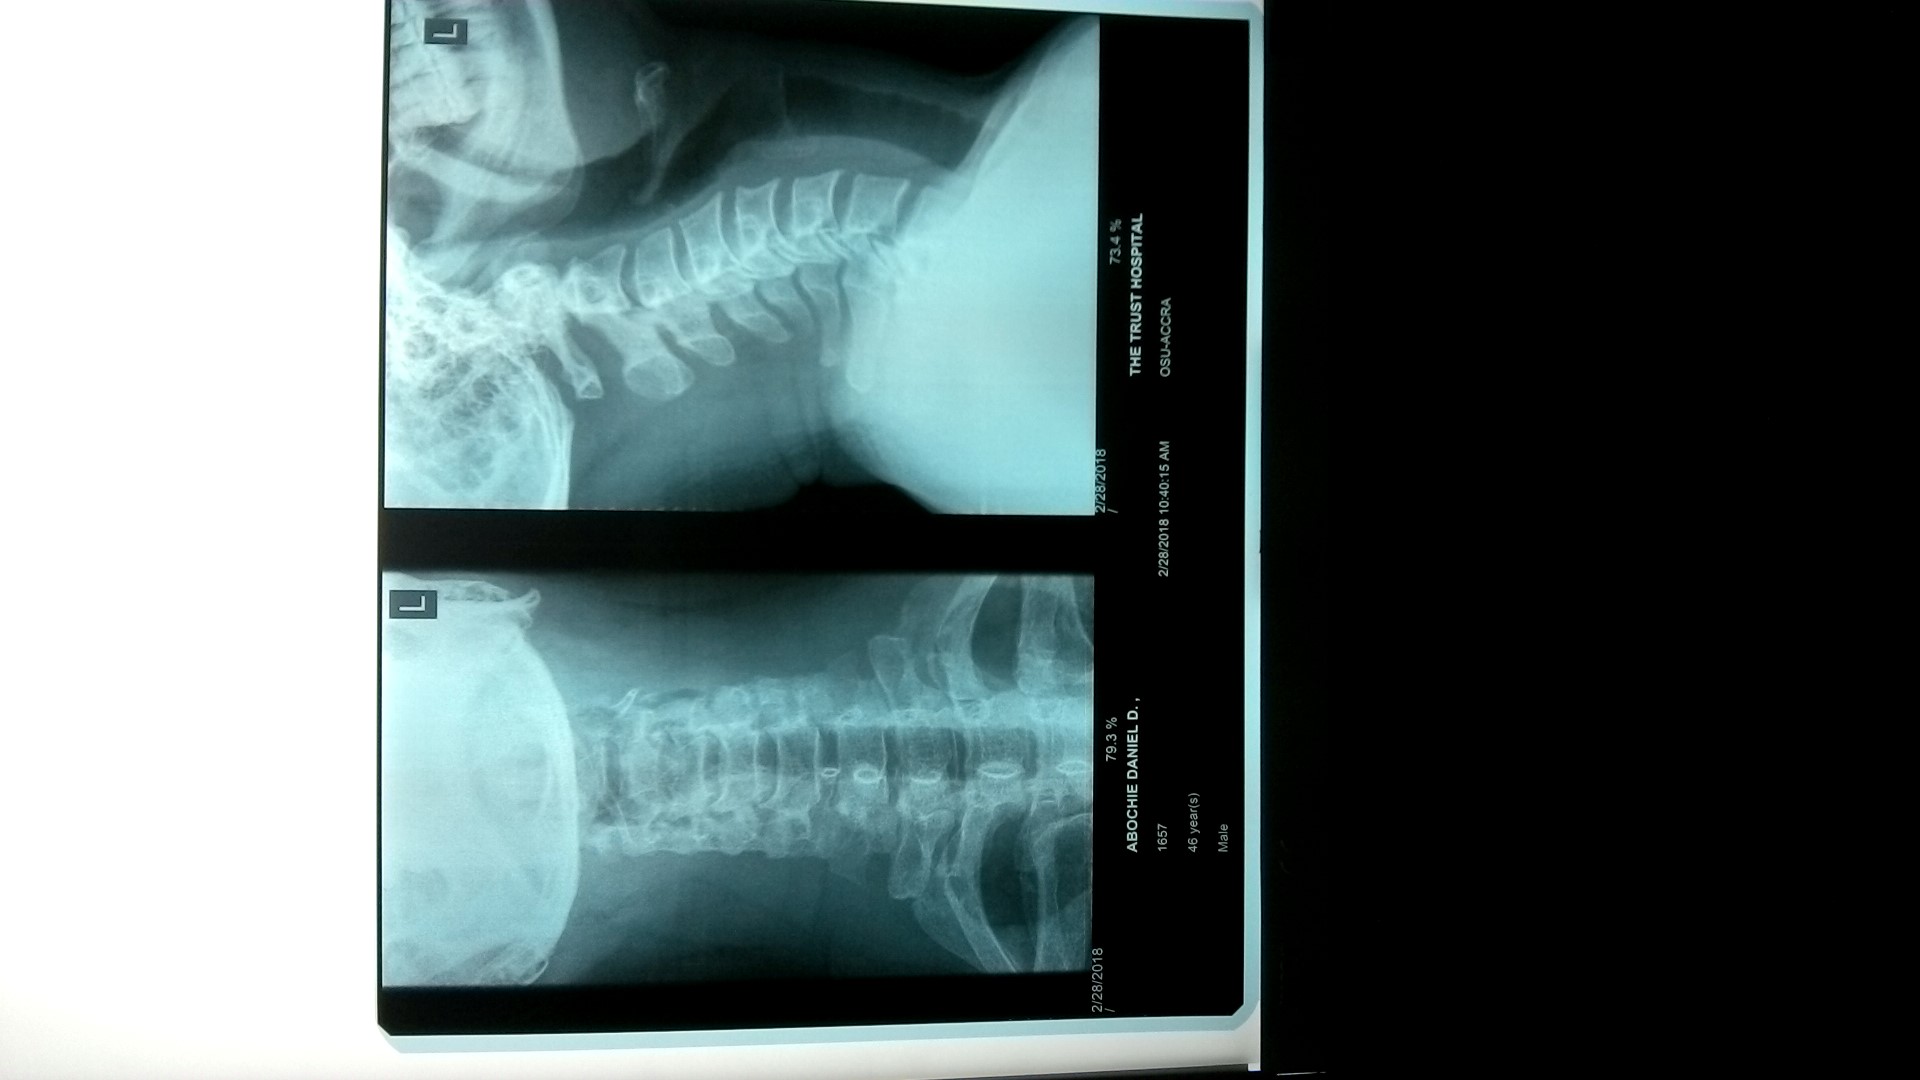 L
L
2/28/2018
/
73.4 %
THE TRUST HOSPITAL
OSU-ACCRA
2/28/2018 10:40:15 AM
2/28/2018
/
79.3 %
ABOCHIE DANIEL D. ,
1657
46 year(s)
Male